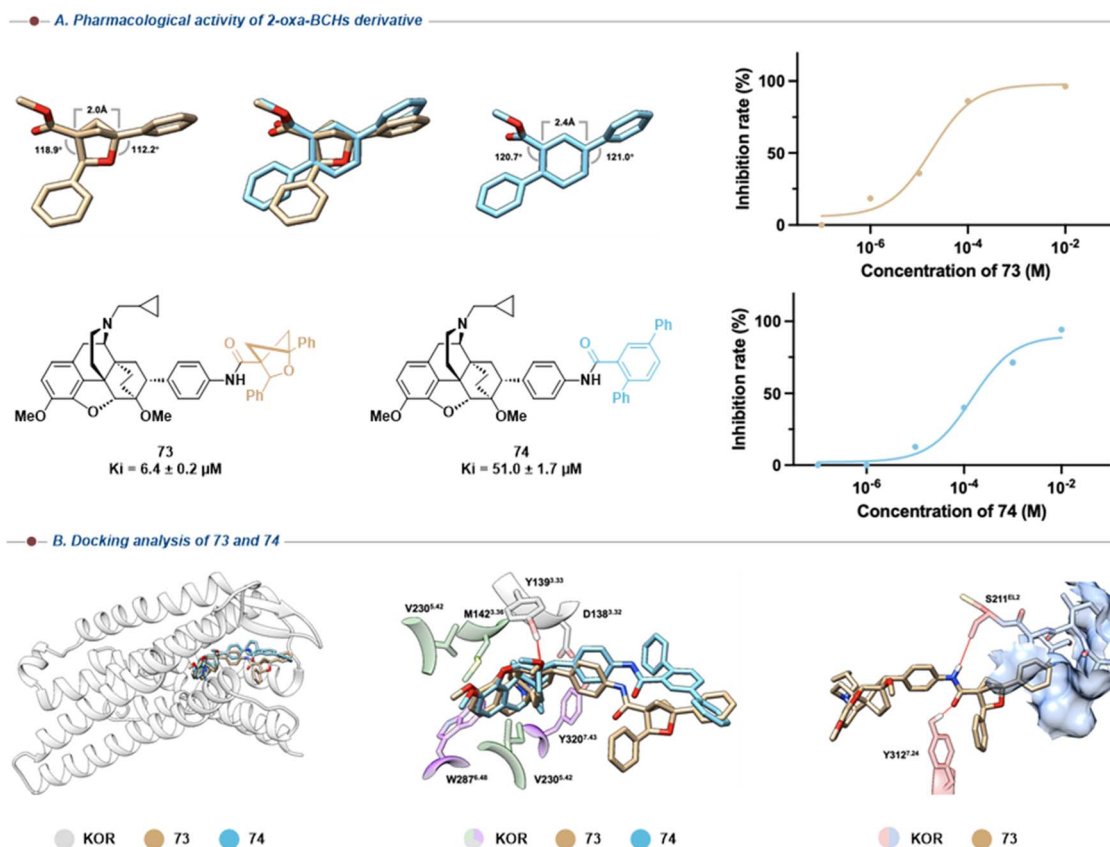 A. Pharmacological activity of 2-oxa-BCHs derivative
2.0Å
118.9°
112.2°
2.4Å
120.7°
121.0°
Inhibition rate (%)
100
50
0
10-6
10-4
10-2
Concentration of 73 (M)
N
O
NH
Ph
O
Ph
MeO
O
OMe
73
Ki = 6.4 ± 0.2 µM
N
O
NH
Ph
Ph
MeO
O
OMe
74
Ki = 51.0 ± 1.7 µM
Inhibition rate (%)
100
50
0
10-6
10-4
10-2
Concentration of 74 (M)
B. Docking analysis of 73 and 74
Y1393.33
V2305.42
M1423.36
D1383.32
Y3207.43
W2876.48
V2305.42
S211EL2
Y3127.24
KOR 73 74
KOR 73 74
KOR 73